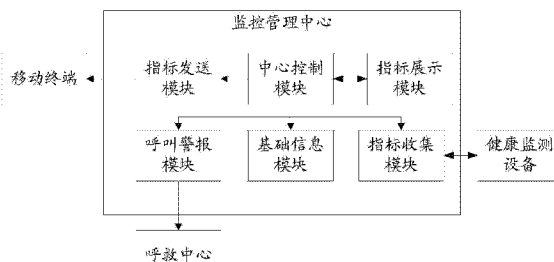 监控管理中心
移动终端
指标发送
模块
中心控制
模块
指标展示
模块
呼叫警报
模块
基础信息
模块
指标收集
模块
健康监测
设备
呼救中心